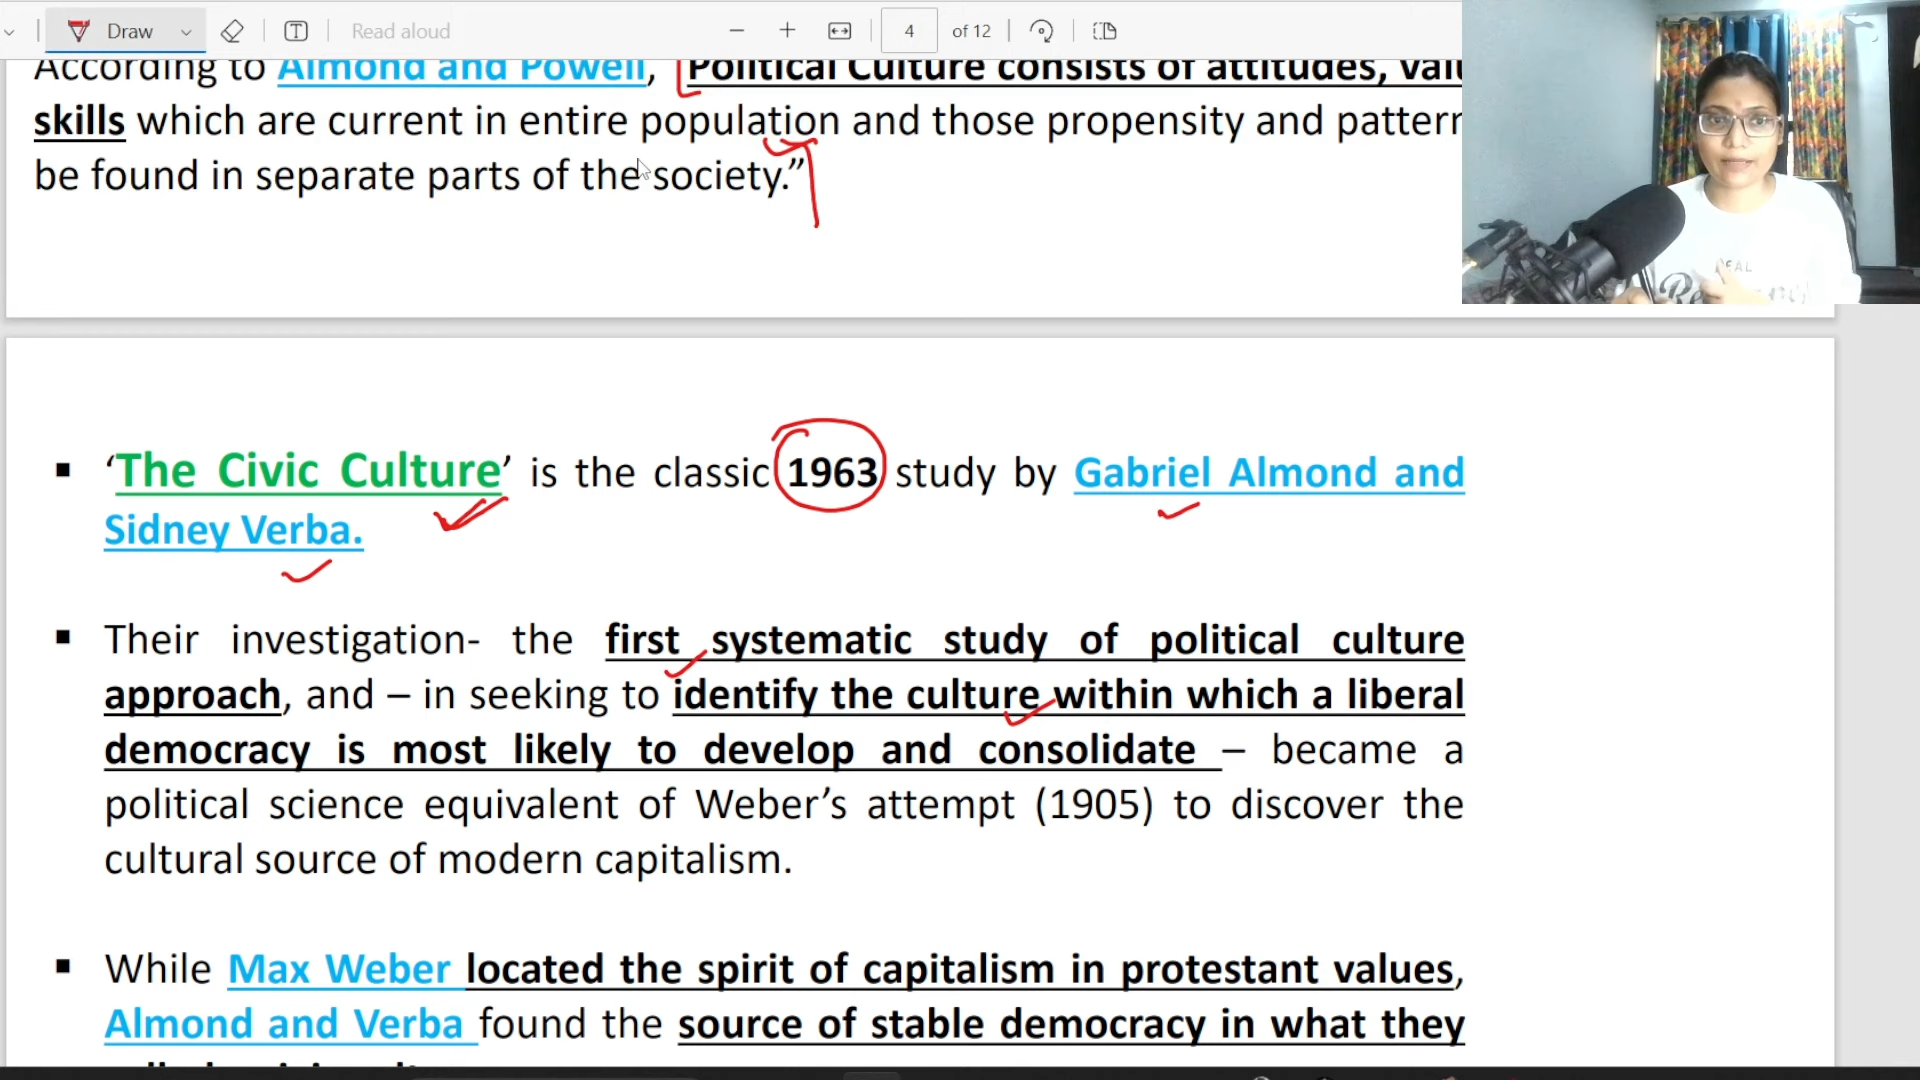 Draw
Read aloud
4 of 12
According to Almond and Powell, Political Culture consists of attitudes,
skills which are current in entire population and those propensity and
be found in separate parts of the society.”
▪ ‘The Civic Culture’ is the classic 1963 study by Gabriel Almond and
Sidney Verba.
▪ Their investigation- the first systematic study of political culture
approach, and – in seeking to identify the culture within which a liberal
democracy is most likely to develop and consolidate – became a
political science equivalent of Weber’s attempt (1905) to discover the
cultural source of modern capitalism.
▪ While Max Weber located the spirit of capitalism in protestant values,
Almond and Verba found the source of stable democracy in what they